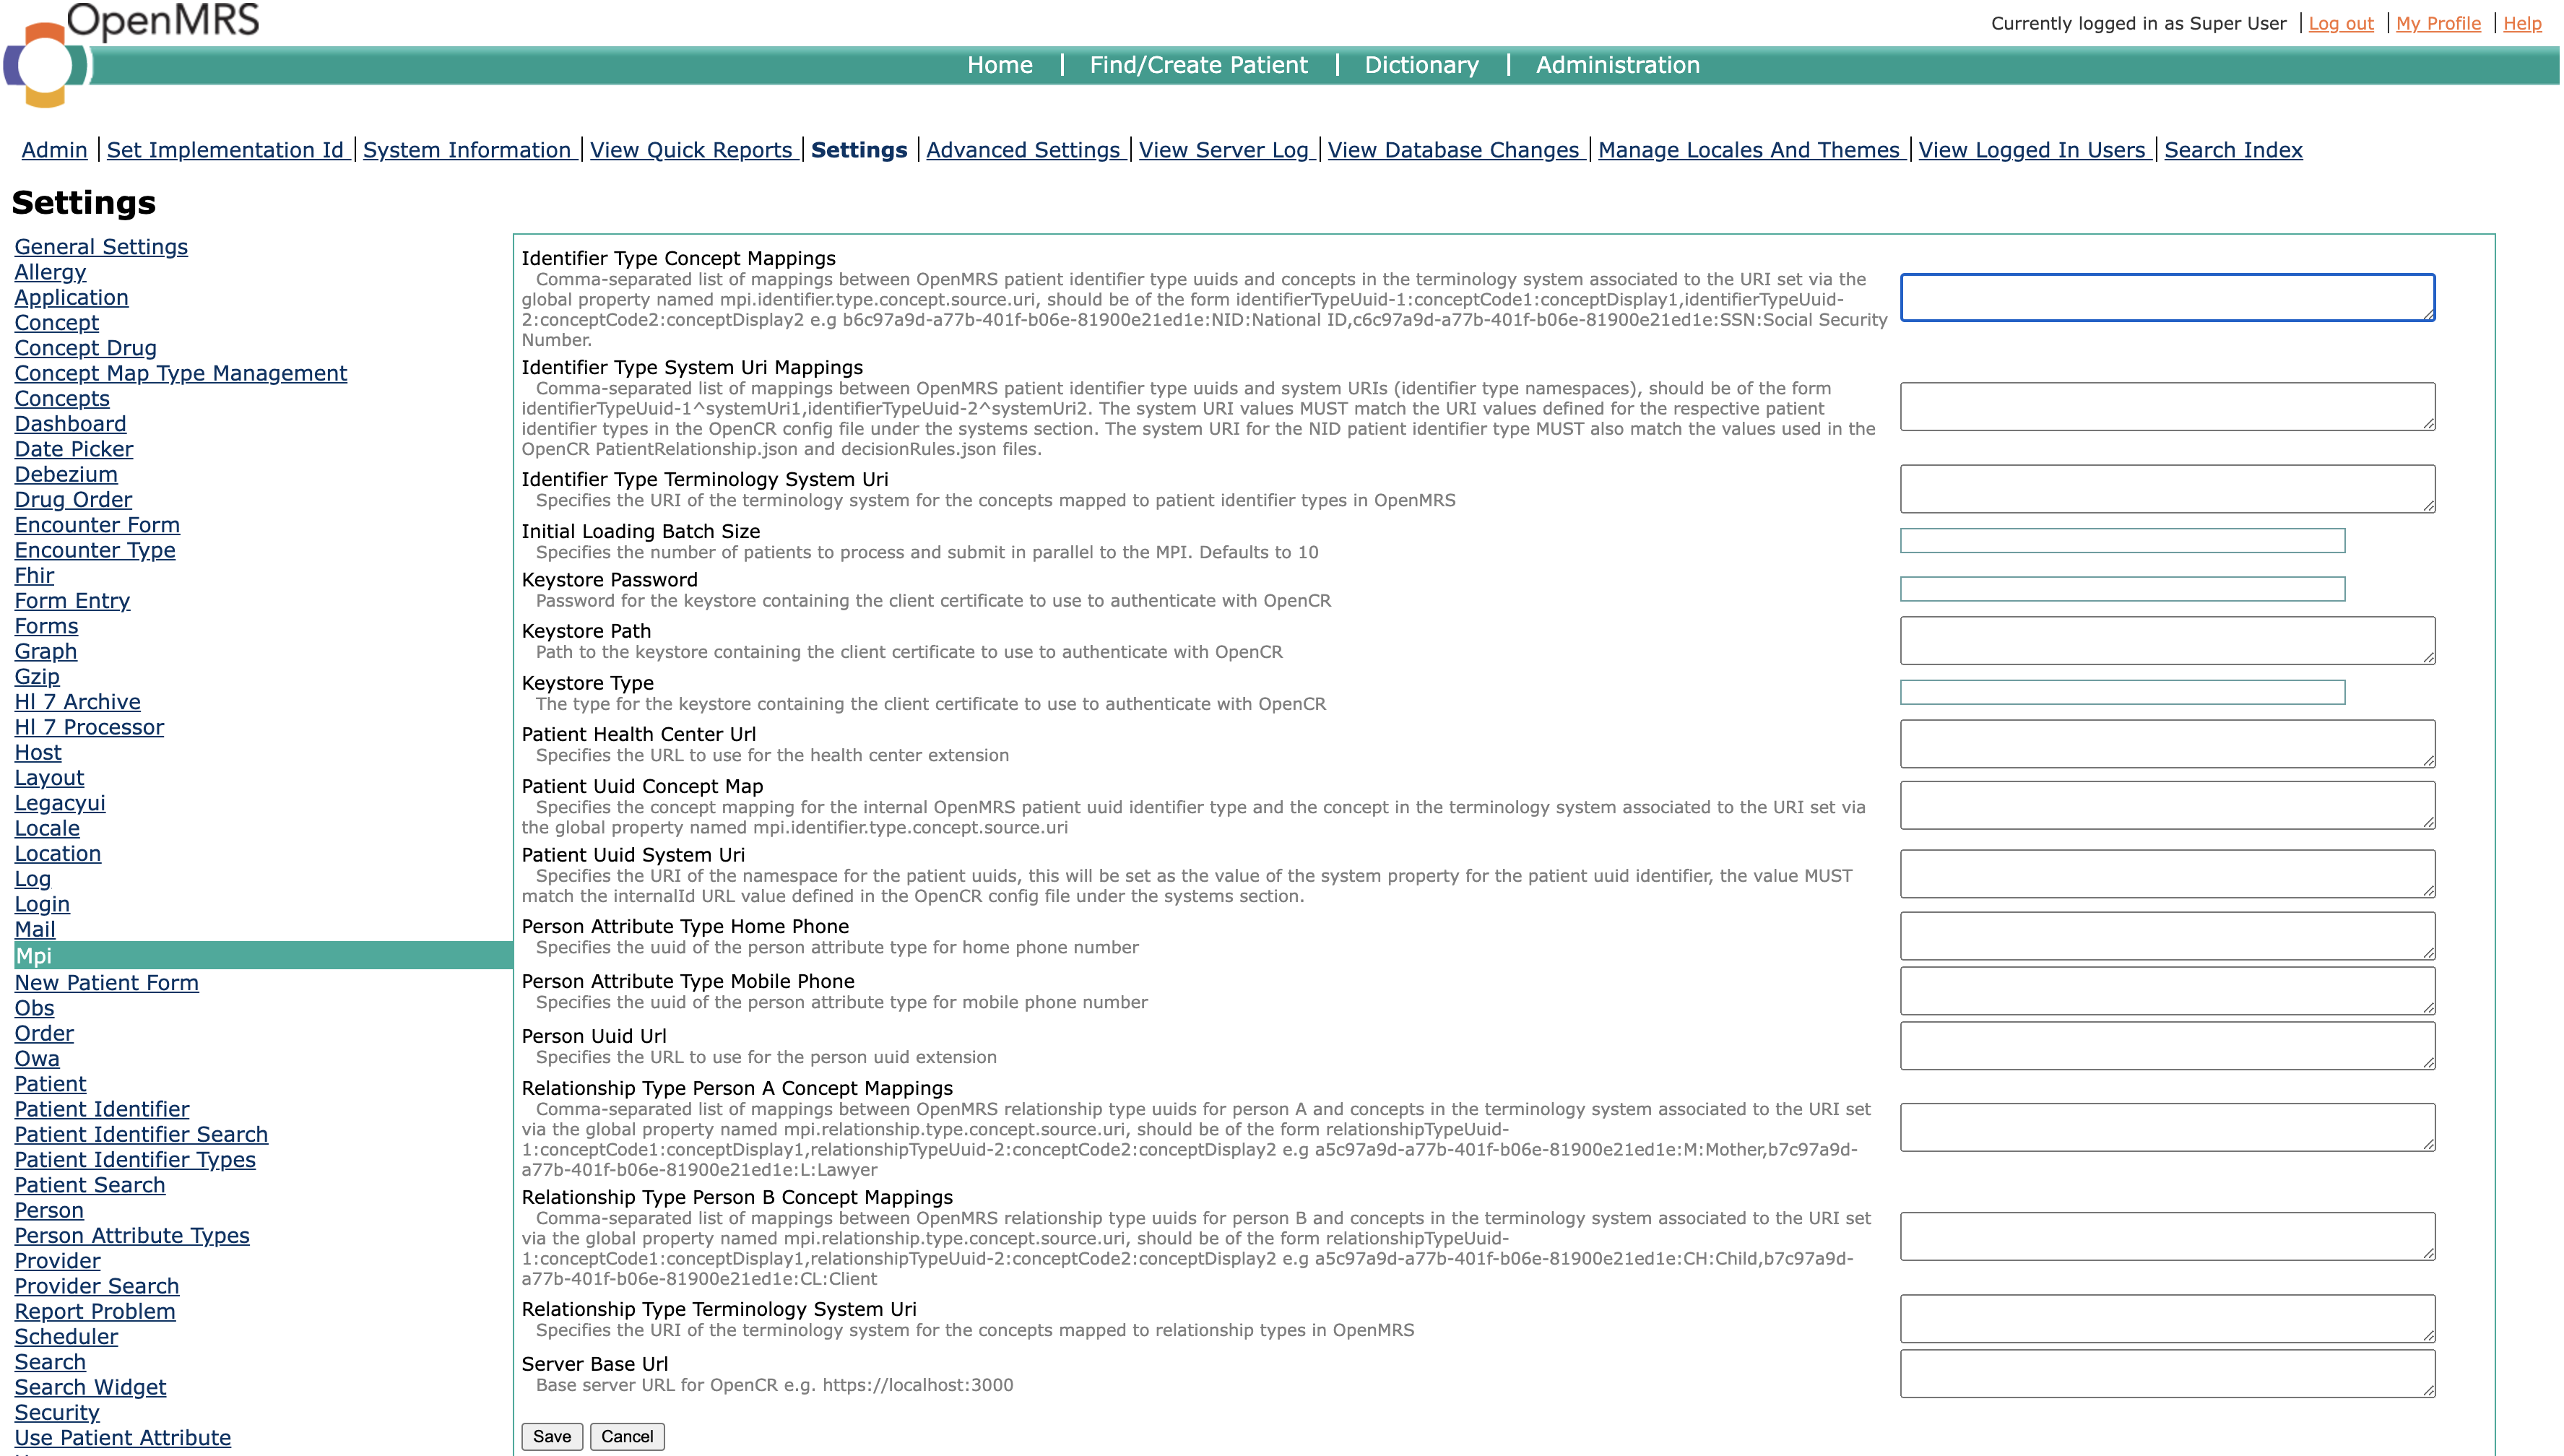 OpenMRS
Currently logged in as Super User | Log out | My Profile | Help
Home | Find/Create Patient | Dictionary | Administration
Admin | Set Implementation Id | System Information | View Quick Reports | Settings | Advanced Settings | View Server Log | View Database Changes | Manage Locales And Themes | View Logged In Users | Search Index
Settings
General Settings
Allergy
Application
Concept
Concept Drug
Concept Map Type Management
Concepts
Dashboard
Date Picker
Debezium
Drug Order
Encounter Form
Encounter Type
Fhir
Form Entry
Forms
Graph
Gzip
Hl 7 Archive
Hl 7 Processor
Host
Layout
Legacyui
Locale
Location
Log
Login
Mail
Mpi
New Patient Form
Obs
Order
Owa
Patient
Patient Identifier
Patient Identifier Search
Patient Identifier Types
Patient Search
Person
Person Attribute Types
Provider
Provider Search
Report Problem
Scheduler
Search
Search Widget
Security
Use Patient Attribute
Identifier Type Concept Mappings
Comma-separated list of mappings between OpenMRS patient identifier type uuids and concepts in the terminology system associated to the URI set via the
global property named mpi.identifier.type.concept.source.uri, should be of the form identifierTypeUuid-1:conceptCode1:conceptDisplay1,identifierTypeUuid-
2:conceptCode2:conceptDisplay2 e.g b6c97a9d-a77b-401f-b06e-81900e21ed1e:NID:National ID,c6c97a9d-a77b-401f-b06e-81900e21ed1e:SSN:Social Security
Number.
Identifier Type System Uri Mappings
Comma-separated list of mappings between OpenMRS patient identifier type uuids and system URIs (identifier type namespaces), should be of the form
identifierTypeUuid-1^systemUri1,identifierTypeUuid-2^systemUri2. The system URI values MUST match the URI values defined for the respective patient
identifier types in the OpenCR config file under the systems section. The system URI for the NID patient identifier type MUST also match the values used in the
OpenCR PatientRelationship.json and decisionRules.json files.
Identifier Type Terminology System Uri
Specifies the URI of the terminology system for the concepts mapped to patient identifier types in OpenMRS
Initial Loading Batch Size
Specifies the number of patients to process and submit in parallel to the MPI. Defaults to 10
Keystore Password
Password for the keystore containing the client certificate to use to authenticate with OpenCR
Keystore Path
Path to the keystore containing the client certificate to use to authenticate with OpenCR
Keystore Type
The type for the keystore containing the client certificate to use to authenticate with OpenCR
Patient Health Center Url
Specifies the URL to use for the health center extension
Patient Uuid Concept Map
Specifies the concept mapping for the internal OpenMRS patient uuid identifier type and the concept in the terminology system associated to the URI set via
the global property named mpi.identifier.type.concept.source.uri
Patient Uuid System Uri
Specifies the URI of the namespace for the patient uuids, this will be set as the value of the system property for the patient uuid identifier, the value MUST
match the internalId URL value defined in the OpenCR config file under the systems section.
Person Attribute Type Home Phone
Specifies the uuid of the person attribute type for home phone number
Person Attribute Type Mobile Phone
Specifies the uuid of the person attribute type for mobile phone number
Person Uuid Url
Specifies the URL to use for the person uuid extension
Relationship Type Person A Concept Mappings
Comma-separated list of mappings between OpenMRS relationship type uuids for person A and concepts in the terminology system associated to the URI set
via the global property named mpi.relationship.type.concept.source.uri, should be of the form relationshipTypeUuid-
1:conceptCode1:conceptDisplay1,relationshipTypeUuid-2:conceptCode2:conceptDisplay2 e.g a5c97a9d-a77b-401f-b06e-81900e21ed1e:M:Mother,b7c97a9d-
a77b-401f-b06e-81900e21ed1e:L:Lawyer
Relationship Type Person B Concept Mappings
Comma-separated list of mappings between OpenMRS relationship type uuids for person B and concepts in the terminology system associated to the URI set
via the global property named mpi.relationship.type.concept.source.uri, should be of the form relationshipTypeUuid-
1:conceptCode1:conceptDisplay1,relationshipTypeUuid-2:conceptCode2:conceptDisplay2 e.g a5c97a9d-a77b-401f-b06e-81900e21ed1e:CH:Child,b7c97a9d-
a77b-401f-b06e-81900e21ed1e:CL:Client
Relationship Type Terminology System Uri
Specifies the URI of the terminology system for the concepts mapped to relationship types in OpenMRS
Server Base Url
Base server URL for OpenCR e.g. https://localhost:3000
Save Cancel